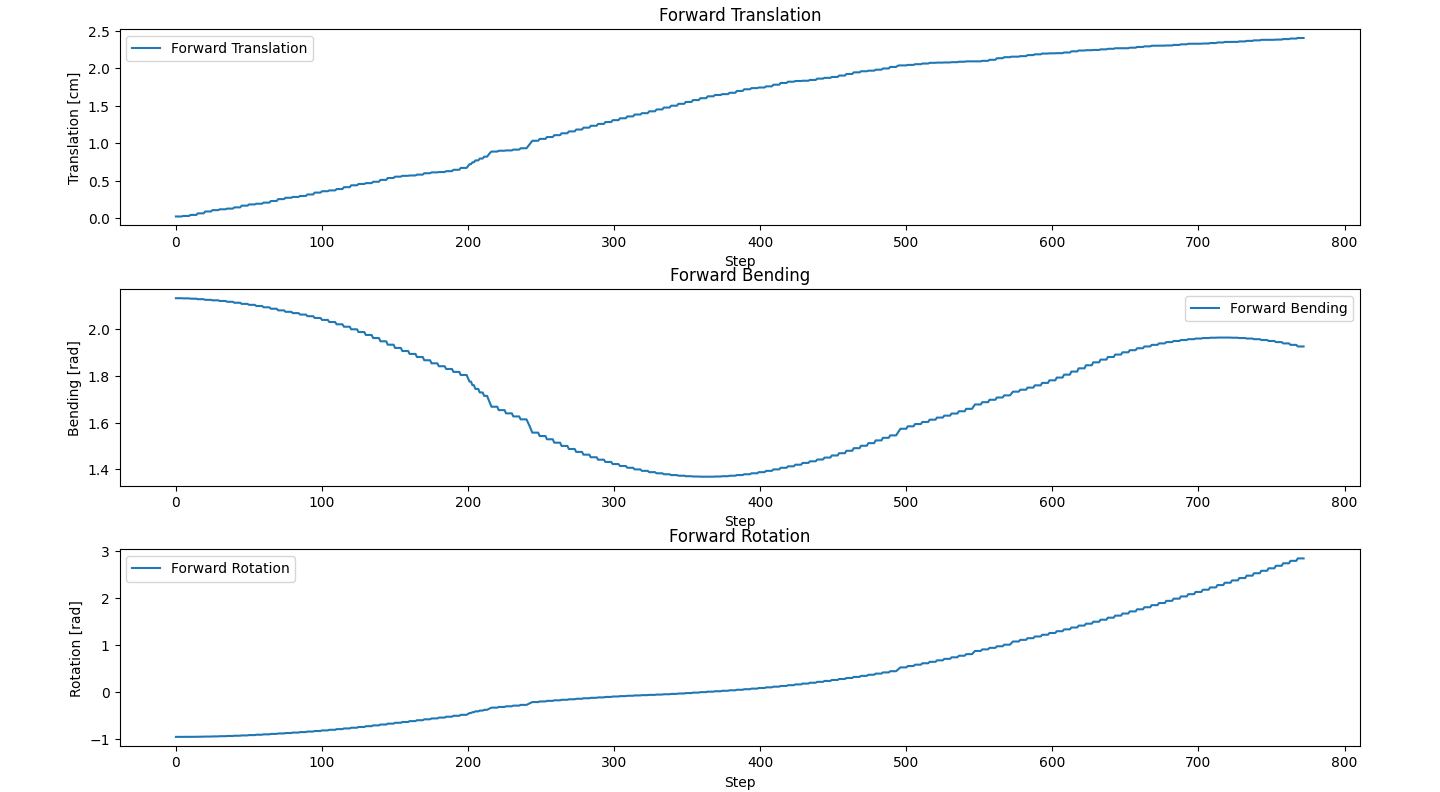 Forward Translation
Forward Translation
Translation [cm]
2.5
2.0
1.5
1.0
0.5
0.0
0 100 200 300 400 500 600 700 800
Step
Forward Bending
Forward Bending
Bending [rad]
2.0
1.8
1.6
1.4
0 100 200 300 400 500 600 700 800
Step
Forward Rotation
Forward Rotation
Rotation [rad]
3
2
1
0
−1
0 100 200 300 400 500 600 700 800
Step